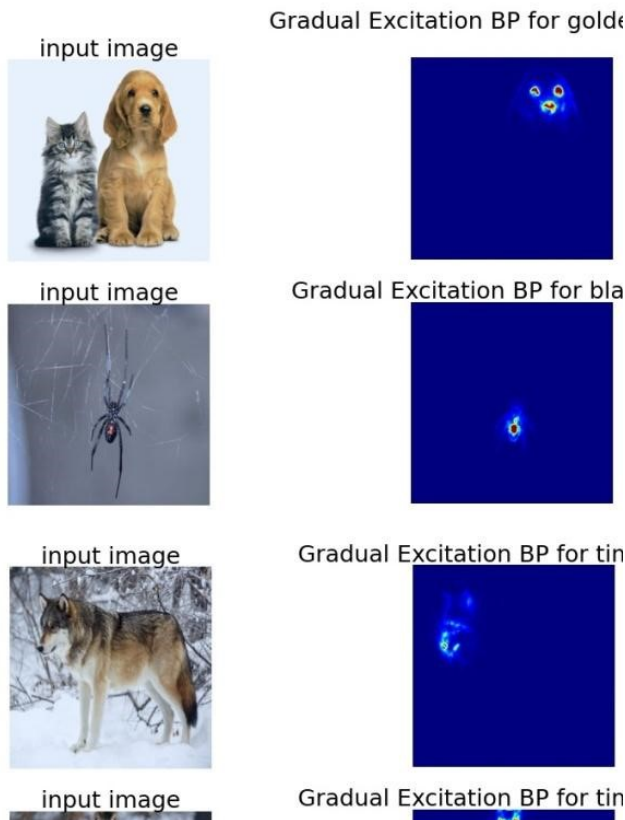 Gradual Excitation BP for golde
input image
input image
Gradual Excitation BP for bla
input image
Gradual Excitation BP for tin
input image
Gradual Excitation BP for tin